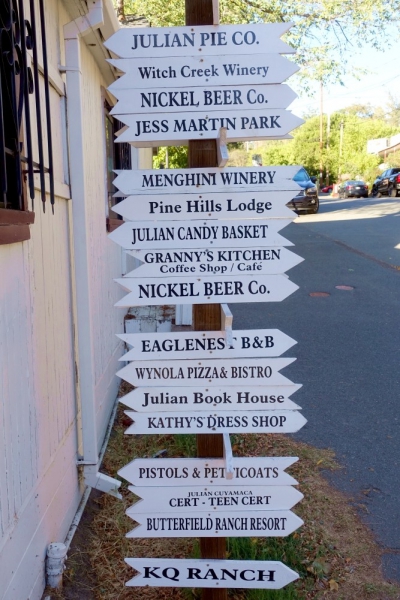 JULIAN PIE CO.
Witch Creek Winery
NICKEL BEER Co.
JESS MARTIN PARK
MENGHINI WINERY
Pine Hills Lodge
JULIAN CANDY BASKET
GRANNY'S KITCHEN
Coffee Shop / Café
NICKEL BEER Co.
EAGLENEST B&B
WYNOLA PIZZA & BISTRO
Julian Book House
KATHY'S DRESS SHOP
PISTOLS & PETTICOATS
JULIAN CUYAMACA
CERT - TEEN CERT
BUTTERFIELD RANCH RESORT
KQ RANCH